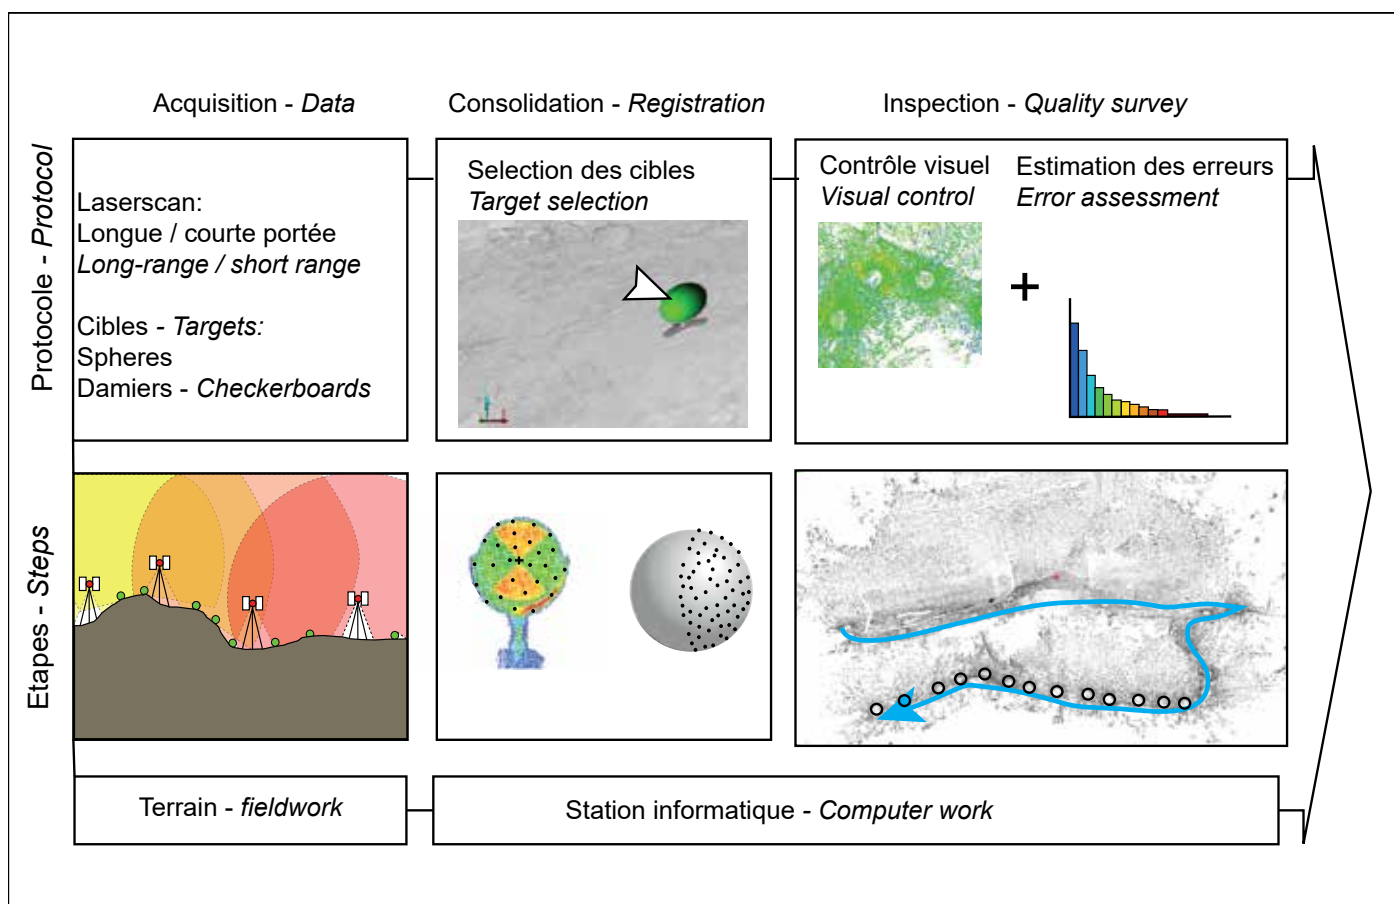 Acquisition - Data
Consolidation - Registration
Inspection - Quality survey
Protocole - Protocol
Laserscan:
Longue / courte portée
Long-range / short range
Cibles - Targets:
Spheres
Damiers - Checkerboards
Selection des cibles
Target selection
Contrôle visuel
Visual control
+
Estimation des erreurs
Error assessment
Etapes - Steps
Terrain - fieldwork
Station informatique - Computer work